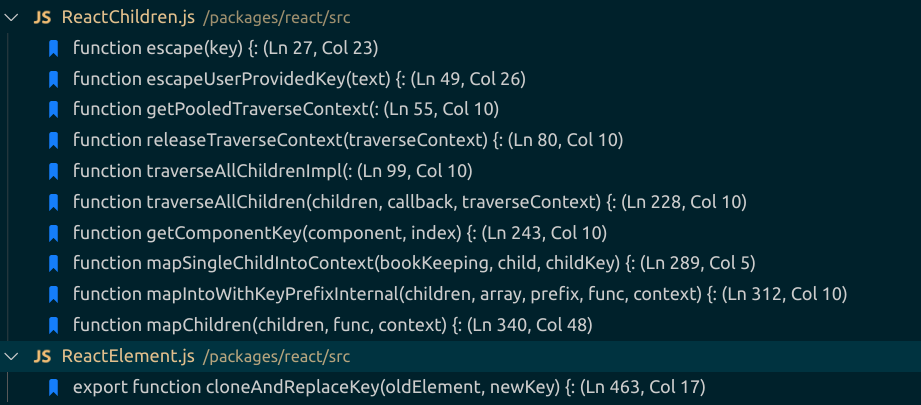 JS ReactChildren.js /packages/react/src
function escape(key) {: (Ln 27, Col 23)
function escapeUserProvidedKey(text) {: (Ln 49, Col 26)
function getPooledTraverseContext(: (Ln 55, Col 10)
function releaseTraverseContext(traverseContext) {: (Ln 80, Col 10)
function traverseAllChildrenImpl(: (Ln 99, Col 10)
function traverseAllChildren(children, callback, traverseContext) {: (Ln 228, Col 10)
function getComponentKey(component, index) {: (Ln 243, Col 10)
function mapSingleChildIntoContext(bookKeeping, child, childKey) {: (Ln 289, Col 5)
function mapIntoWithKeyPrefixInternal(children, array, prefix, func, context) {: (Ln 312, Col 10)
function mapChildren(children, func, context) {: (Ln 340, Col 48)
JS ReactElement.js /packages/react/src
export function cloneAndReplaceKey(oldElement, newKey) {: (Ln 463, Col 17)